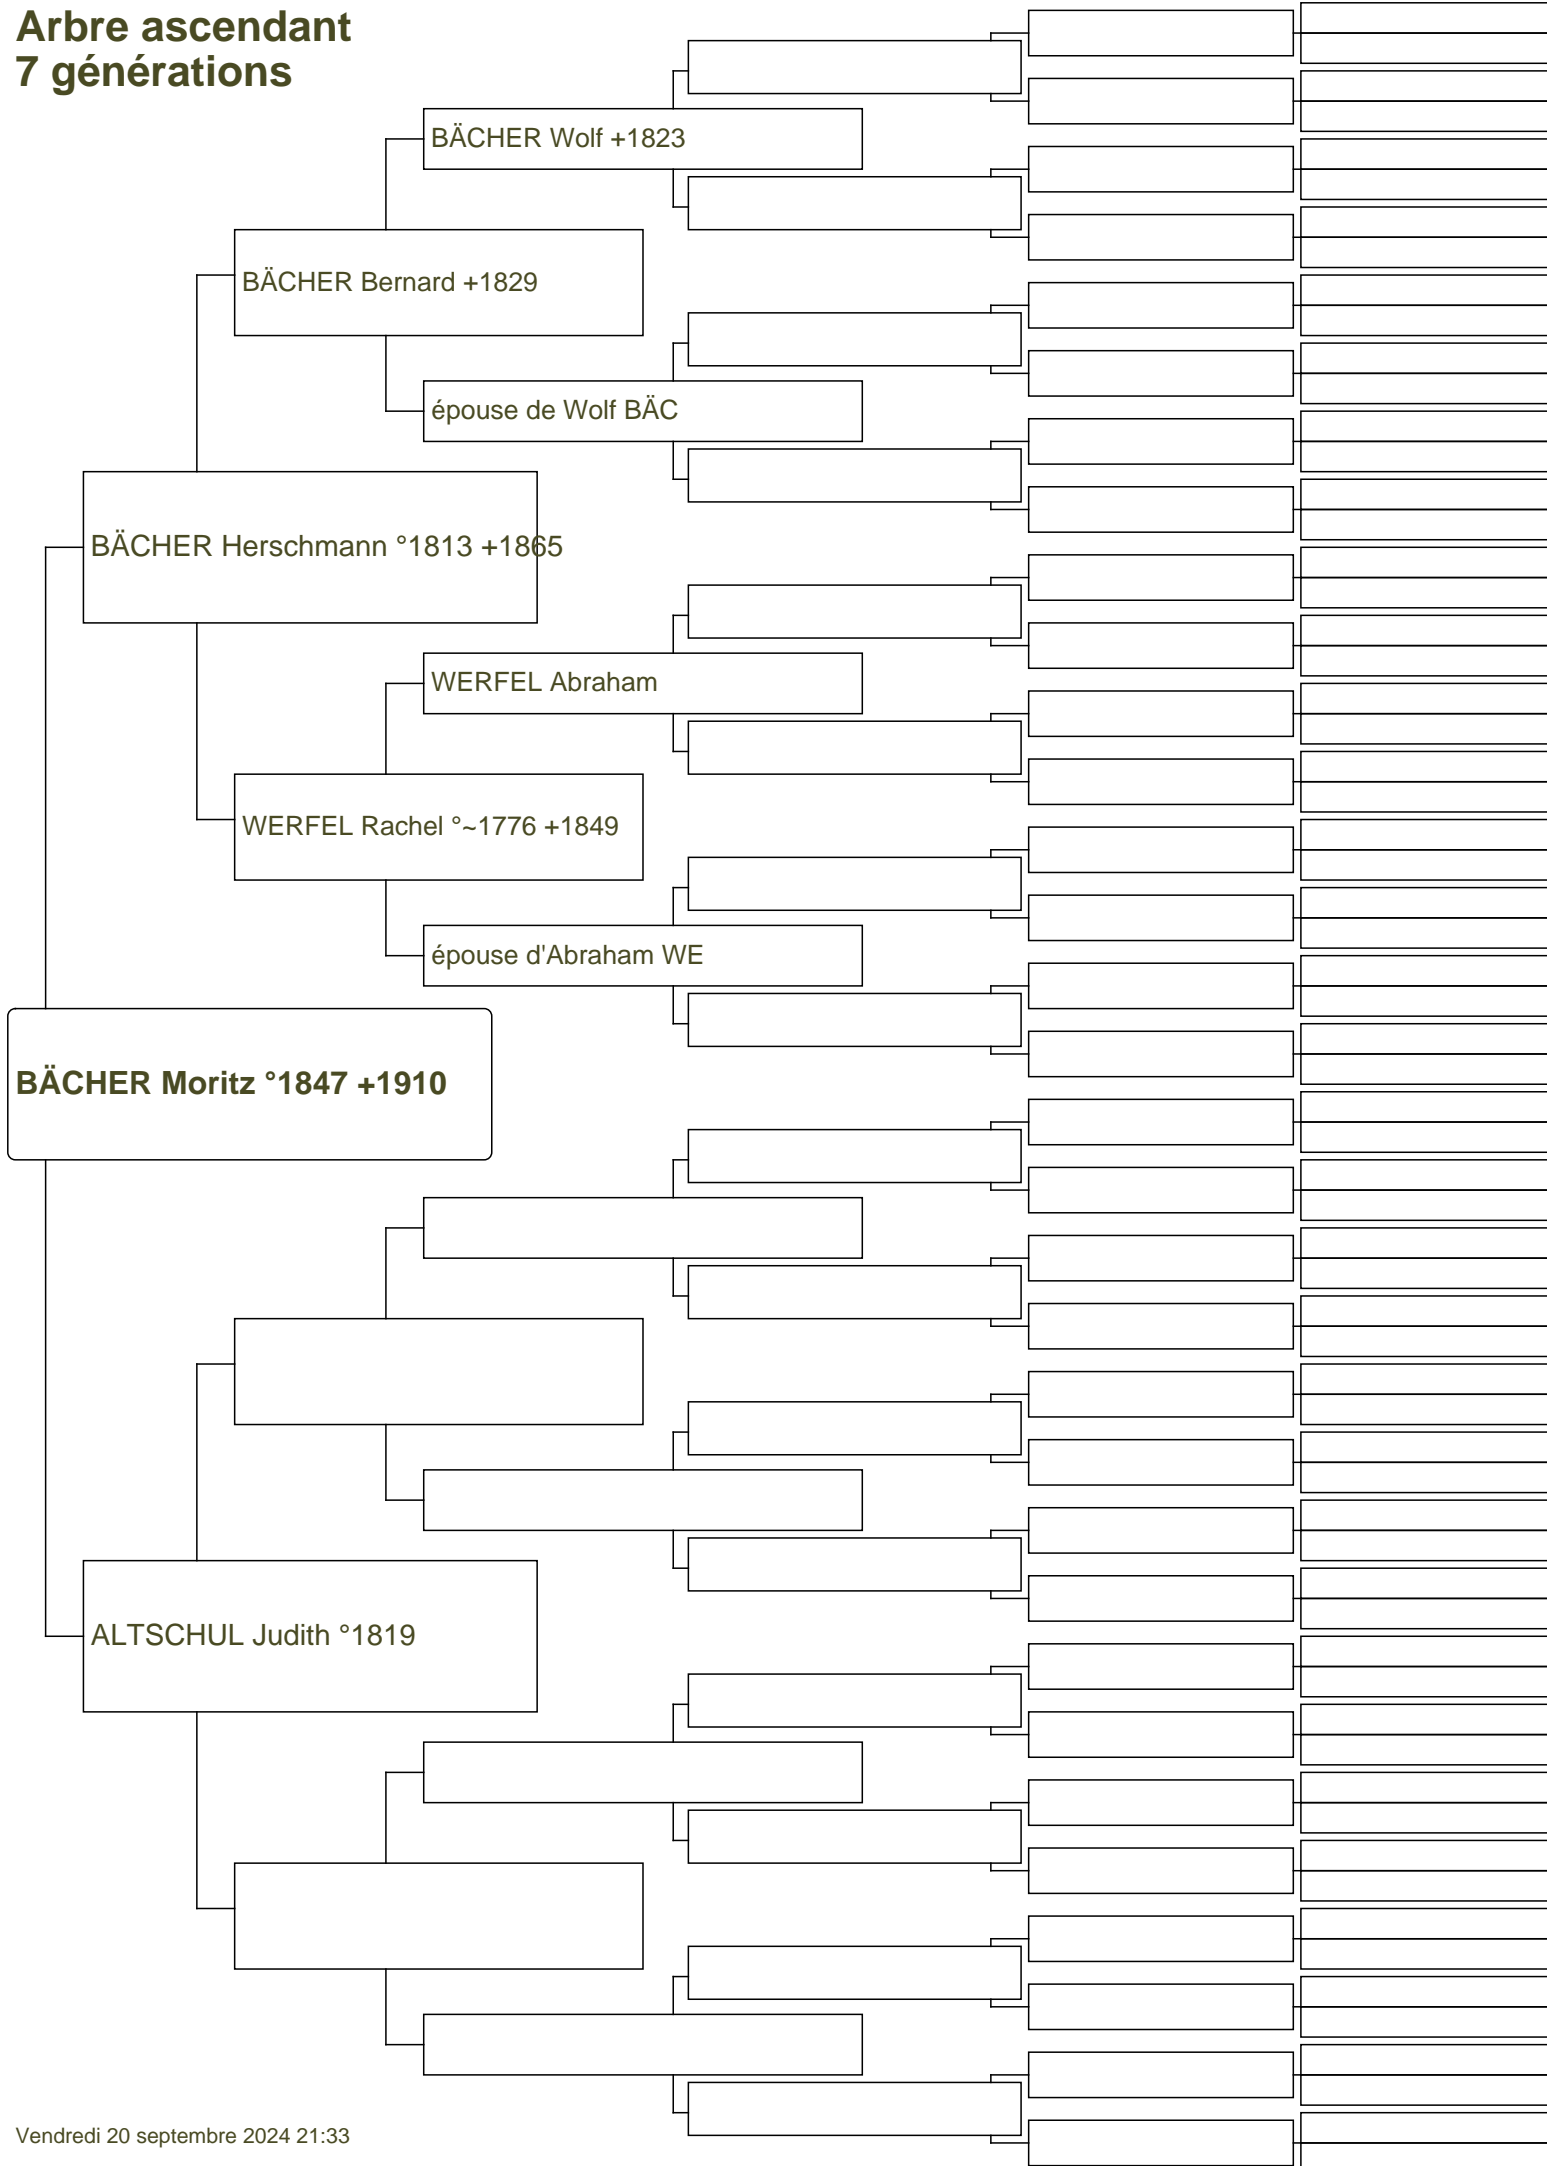 Arbre ascendant
7 générations
BÄCHER Wolf +1823
BÄCHER Bernard +1829
épouse de Wolf BÄC
BÄCHER Herschmann °1813 +1865
WERFEL Abraham
WERFEL Rachel °~1776 +1849
épouse d'Abraham WE
BÄCHER Moritz °1847 +1910
ALTSCHUL Judith °1819
Vendredi 20 septembre 2024 21:33